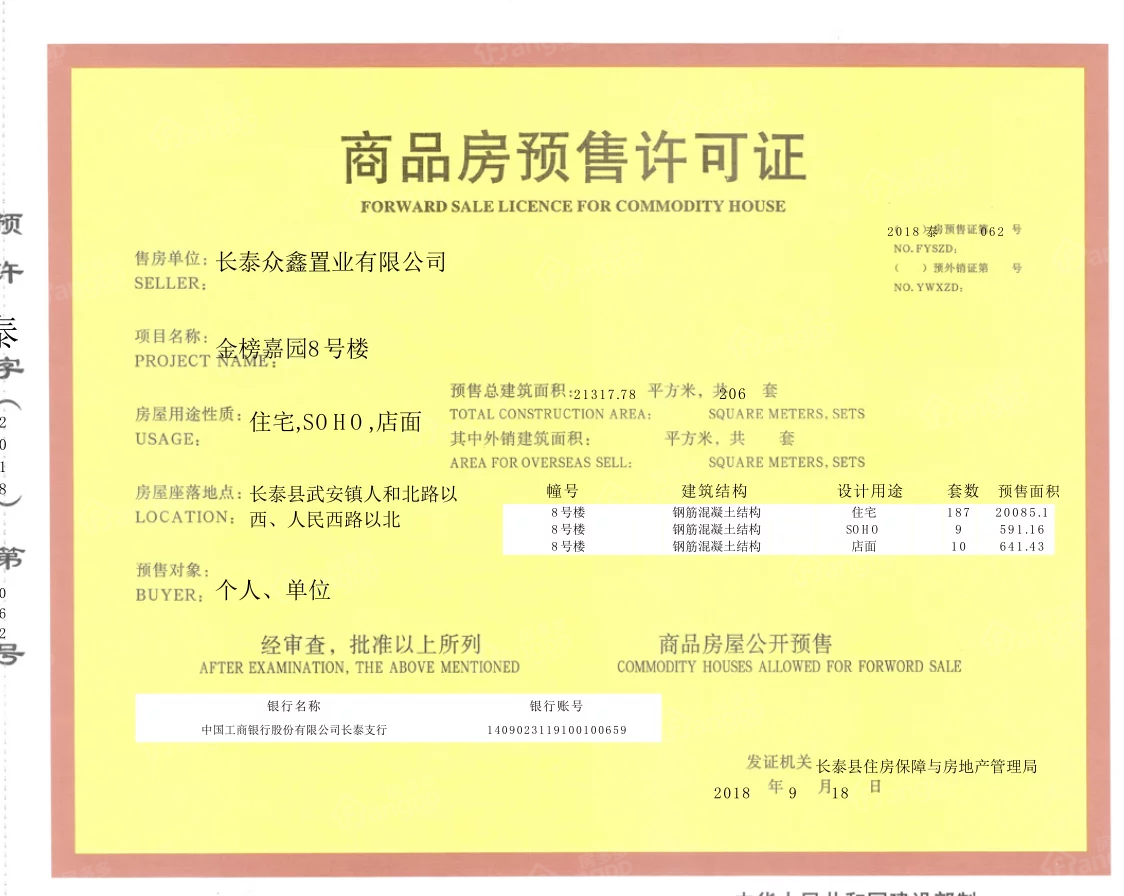 商品房预售许可证
FORWARD SALE LICENCE FOR COMMODITY HOUSE
2018 泰 ( )房预售证第 062 号
NO.FYSZD:
( )预外销证第 号
NO.YWXZD:
售房单位: 长泰众鑫置业有限公司
SELLER:
项目名称: 金榜嘉园8号楼
PROJECT NAME:
预售总建筑面积:21317.78 平方米，共206 套
TOTAL CONSTRUCTION AREA: SQUARE METERS, SETS
房屋用途性质: 住宅,SOHO,店面
USAGE:
其中外销建筑面积: 平方米，共 套
AREA FOR OVERSEAS SELL: SQUARE METERS, SETS
房屋座落地点: 长泰县武安镇人和北路以
LOCATION: 西、人民西路以北
幢号 建筑结构 设计用途 套数 预售面积
8号楼 钢筋混凝土结构 住宅 187 20085.1
8号楼 钢筋混凝土结构 SOHO 9 591.16
8号楼 钢筋混凝土结构 店面 10 641.43
预售对象: 个人、单位
BUYER:
经审查，批准以上所列 商品房屋公开预售
AFTER EXAMINATION, THE ABOVE MENTIONED COMMODITY HOUSES ALLOWED FOR FORWORD SALE
银行名称 银行账号
中国工商银行股份有限公司长泰支行 1409023119100100659
发证机关 长泰县住房保障与房地产管理局
2018 年 9 月 18 日
预许泰字(2018)第062号